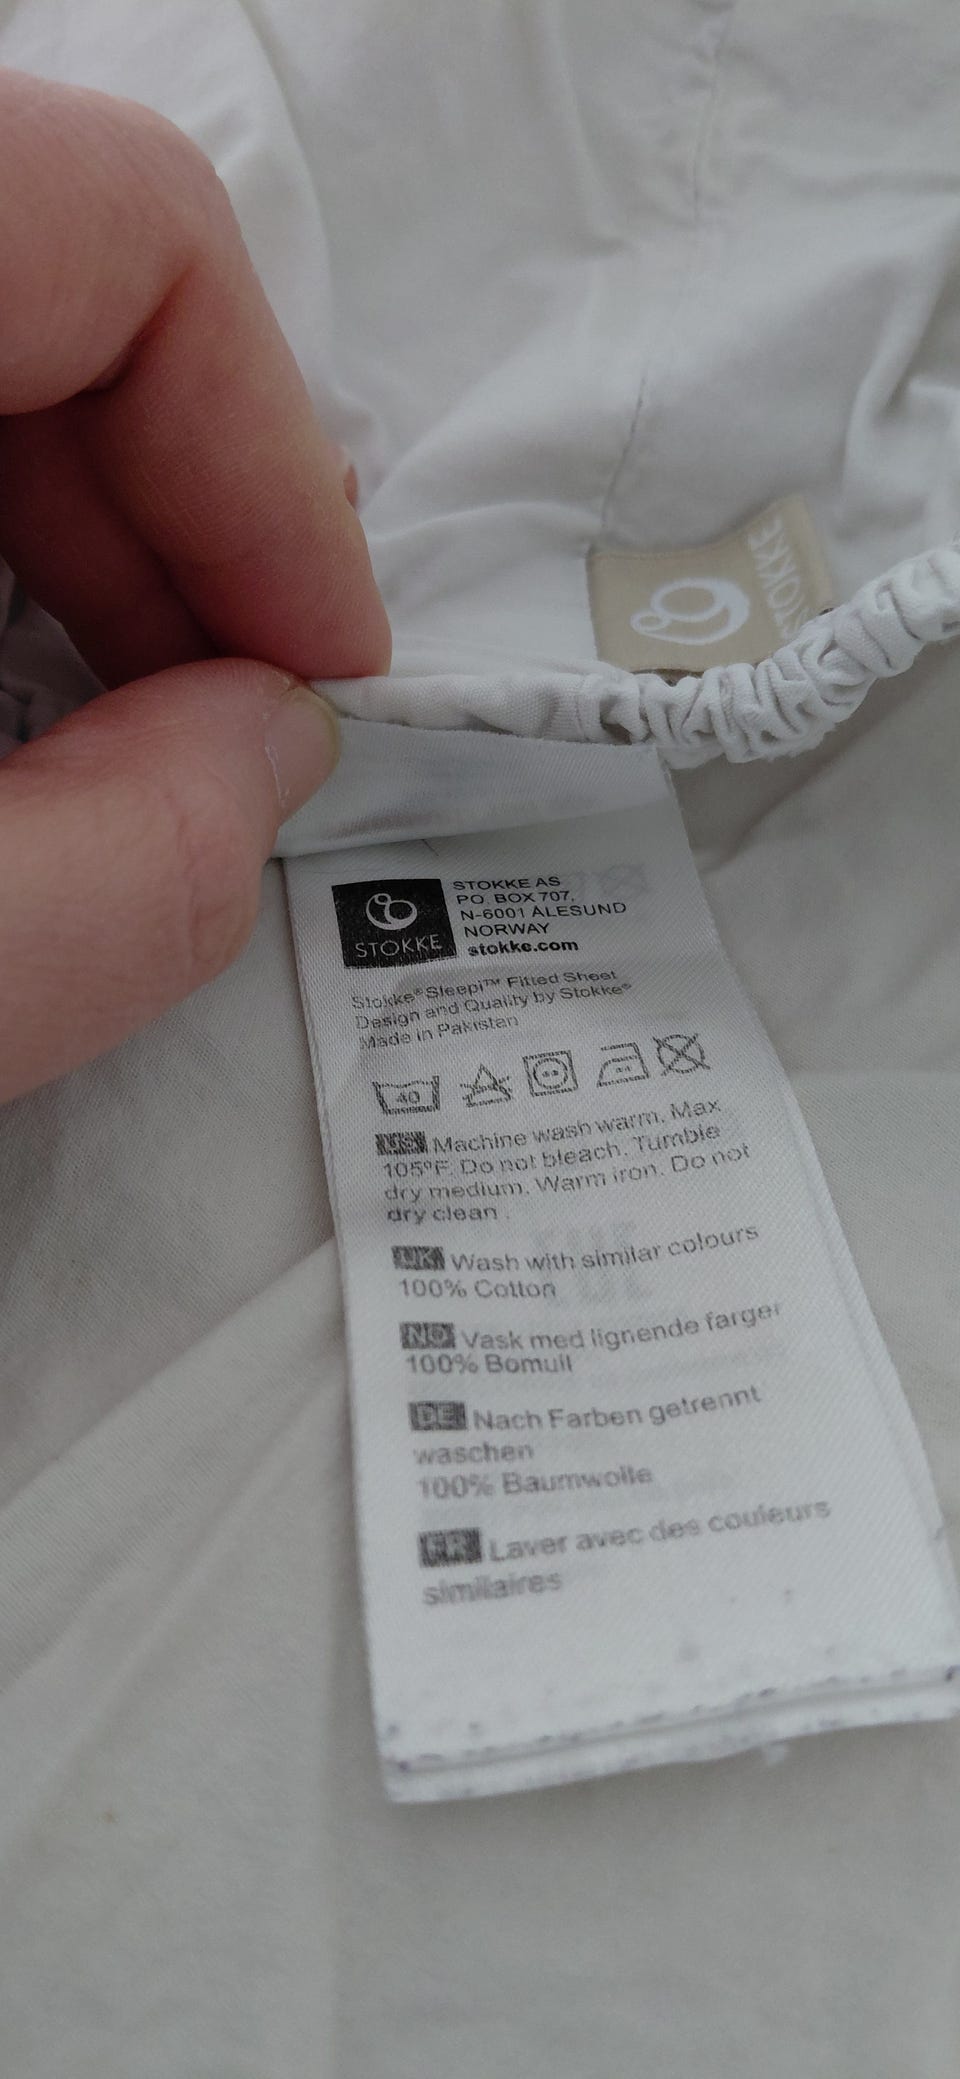 STOKKE
STOKKE
STOKKE AS
PO. BOX 707,
N-6001 ÅLESUND
NORWAY
stokke.com
Stokke® Sleepi™ Fitted Sheet
Design and Quality by Stokke®
Made in Pakistan
40
US Machine wash warm. Max
105°F. Do not bleach. Tumble
dry medium. Warm iron. Do not
dry clean .
UK Wash with similar colours
100% Cotton
NO Vask med lignende farger
100% Bomull
DE Nach Farben getrennt
waschen
100% Baumwolle
FR Laver avec des couleurs
similaires